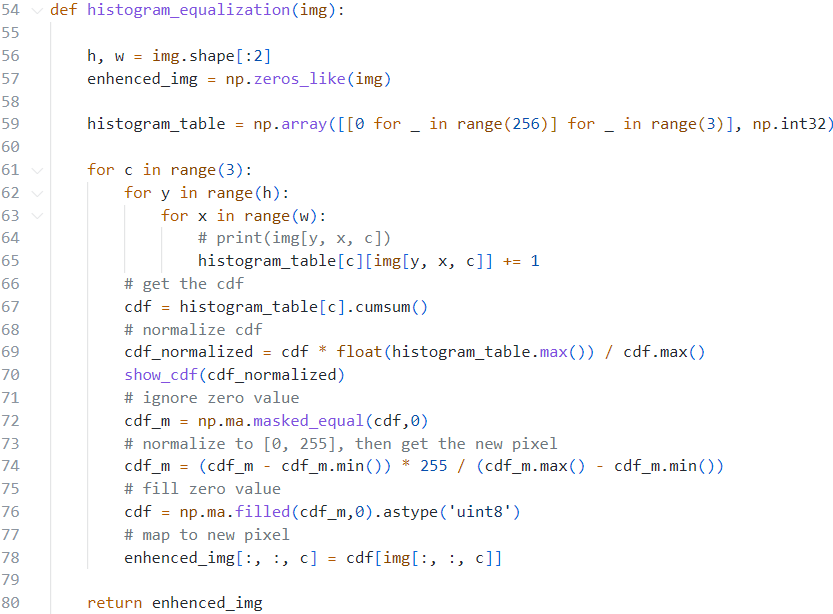 54 def histogram_equalization(img):
55
56     h, w = img.shape[:2]
57     enhenced_img = np.zeros_like(img)
58
59     histogram_table = np.array([[0 for _ in range(256)] for _ in range(3)], np.int32)
60
61     for c in range(3):
62         for y in range(h):
63             for x in range(w):
64                 # print(img[y, x, c])
65                 histogram_table[c][img[y, x, c]] += 1
66         # get the cdf
67         cdf = histogram_table[c].cumsum()
68         # normalize cdf
69         cdf_normalized = cdf * float(histogram_table.max()) / cdf.max()
70         show_cdf(cdf_normalized)
71         # ignore zero value
72         cdf_m = np.ma.masked_equal(cdf,0)
73         # normalize to [0, 255], then get the new pixel
74         cdf_m = (cdf_m - cdf_m.min()) * 255 / (cdf_m.max() - cdf_m.min())
75         # fill zero value
76         cdf = np.ma.filled(cdf_m,0).astype('uint8')
77         # map to new pixel
78         enhenced_img[:, :, c] = cdf[img[:, :, c]]
79
80     return enhenced_img